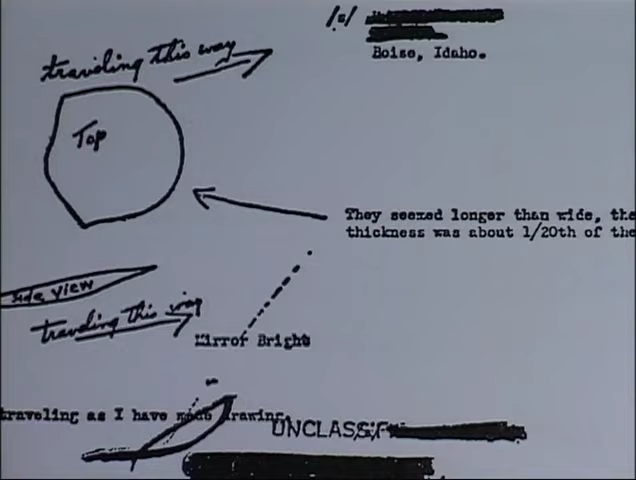 /s/
Boise, Idaho.
traveling this way
Top
They seemed longer than wide, the
thickness was about 1/20th of the
side view
traveling this way
Mirror Bright
traveling as I have made drawing.
UNCLASSIF